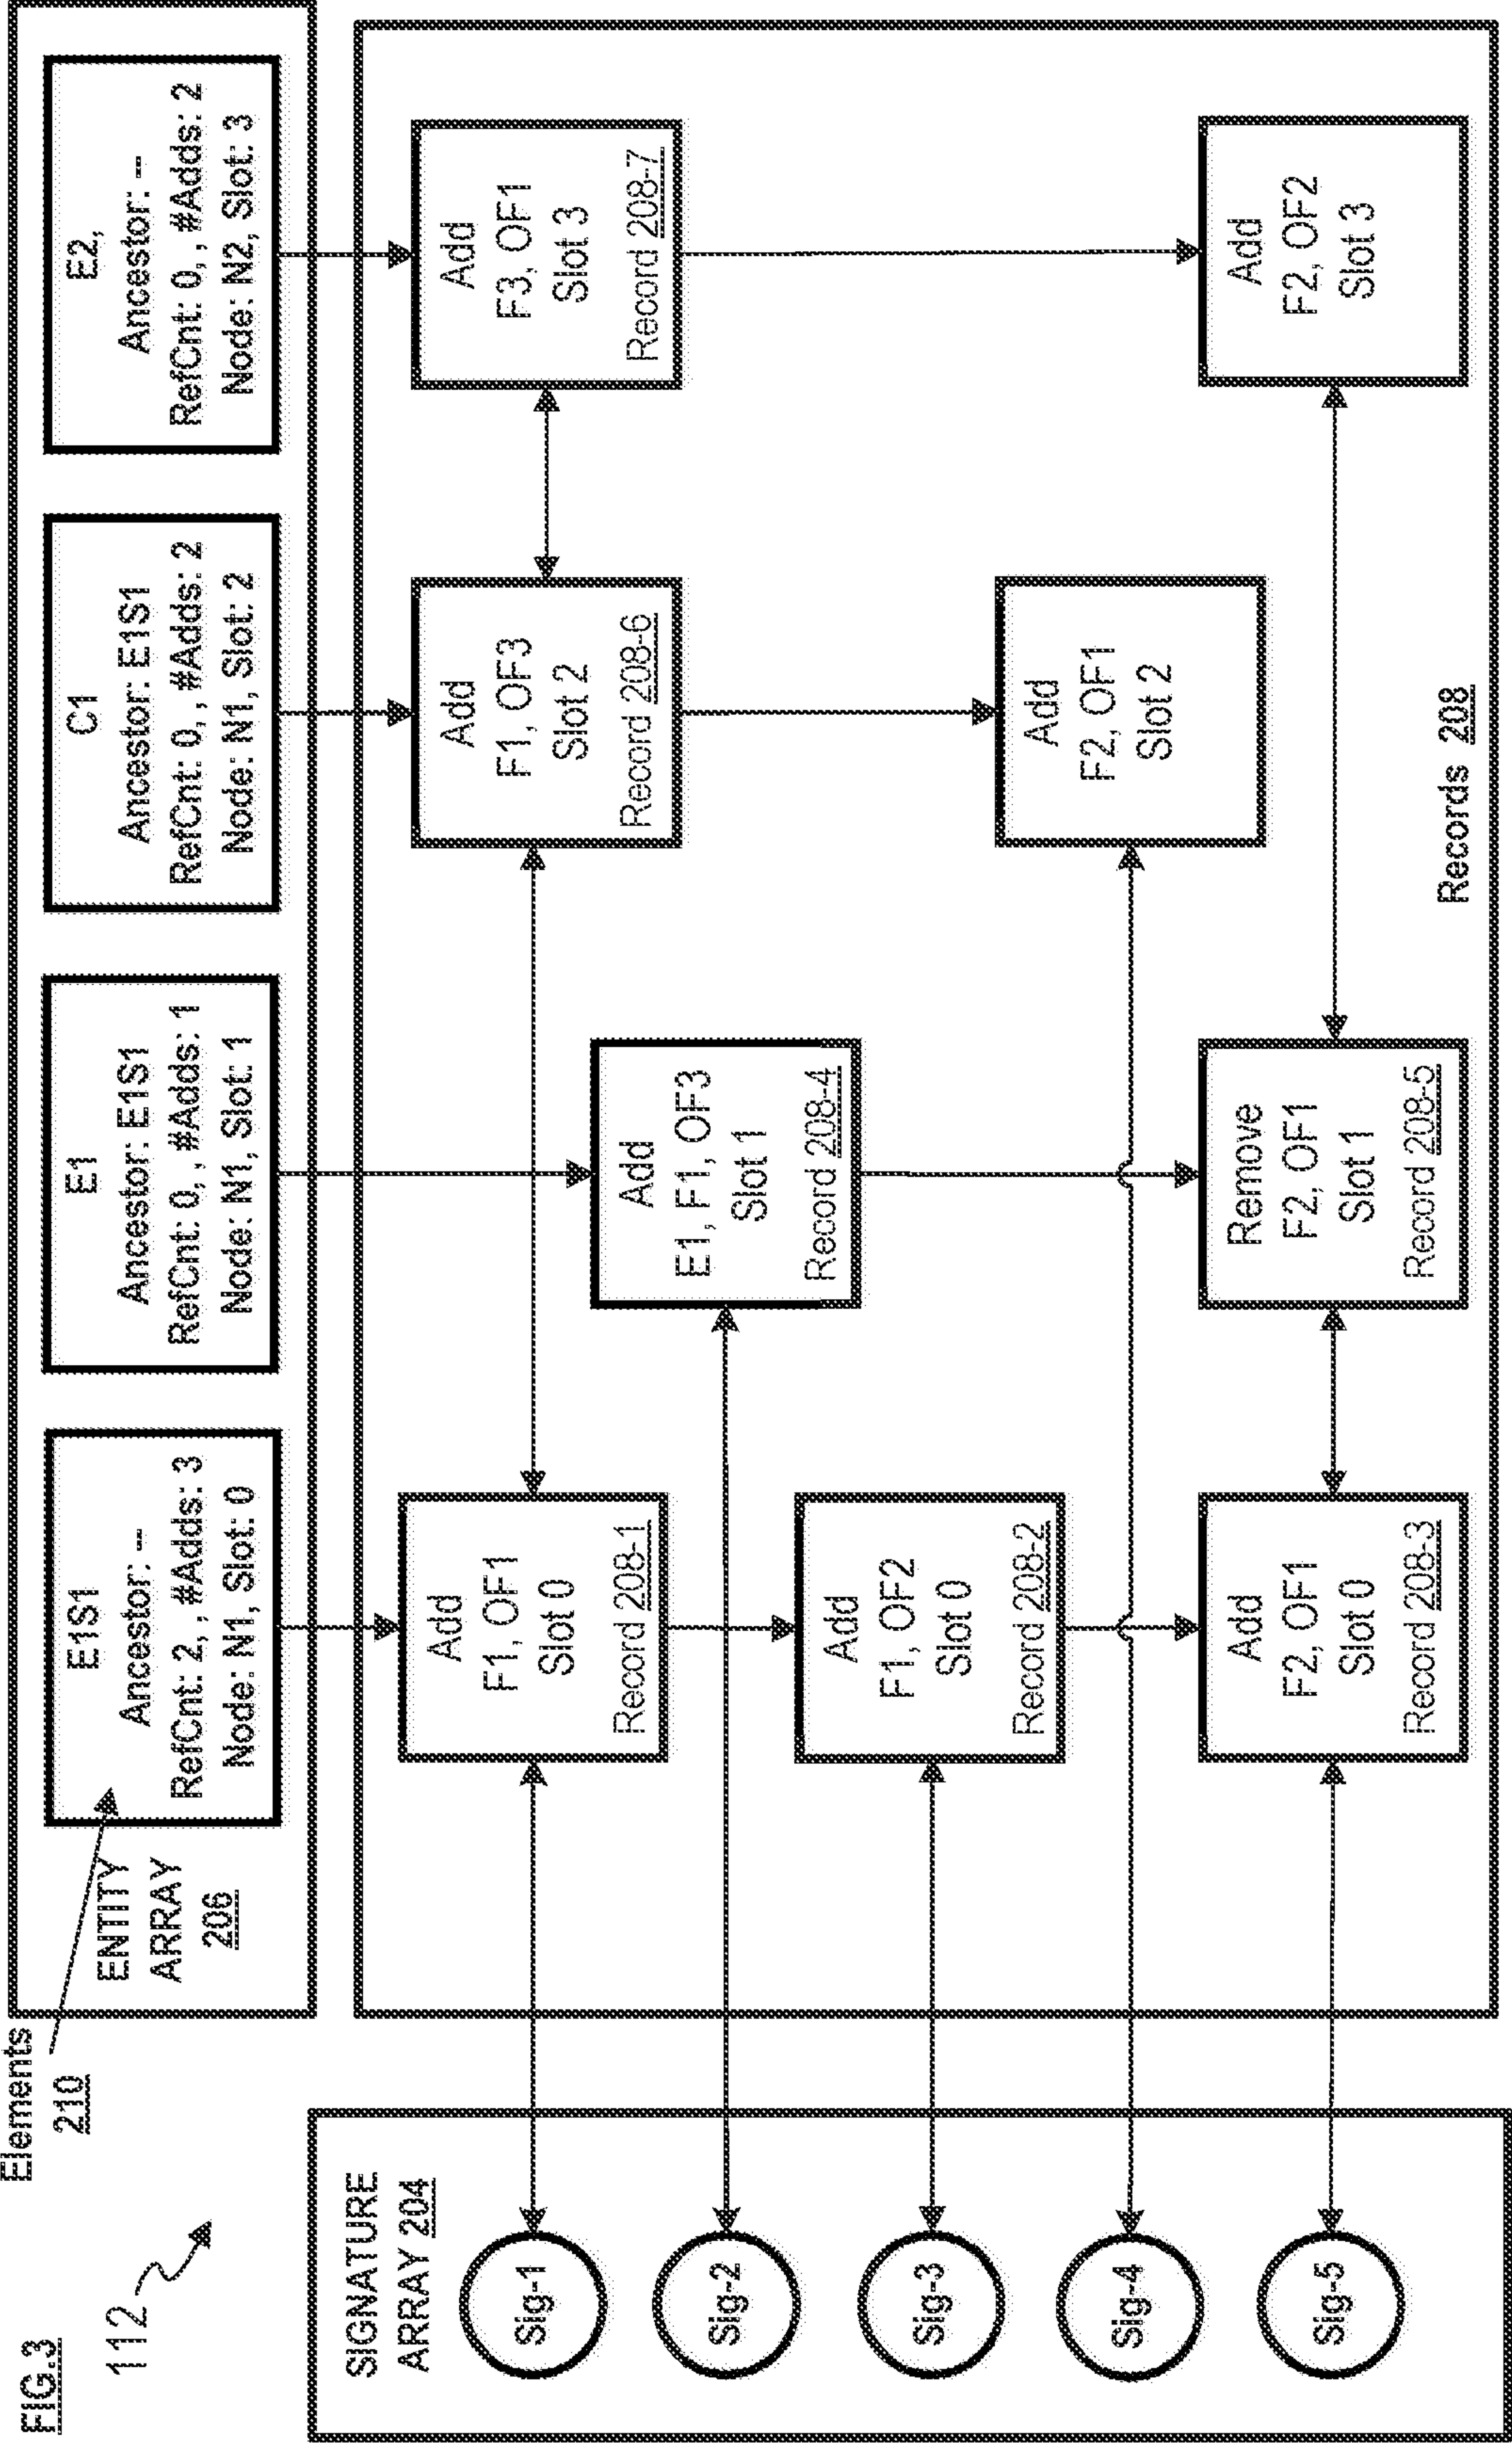 FIG.3
112
Elements
210
ENTITY
ARRAY
206
E1S1
Ancestor: --
RefCnt: 2, , #Adds: 3
Node: N1, Slot: 0
E1
Ancestor: E1S1
RefCnt: 0, , #Adds: 1
Node: N1, Slot: 1
C1
Ancestor: E1S1
RefCnt: 0, , #Adds: 2
Node: N1, Slot: 2
E2,
Ancestor: --
RefCnt: 0, , #Adds: 2
Node: N2, Slot: 3
SIGNATURE
ARRAY 204
Sig-1
Sig-2
Sig-3
Sig-4
Sig-5
Add
F1, OF1
Slot 0
Record 208-1
Add
F1, OF3
Slot 2
Record 208-6
Add
F3, OF1
Slot 3
Record 208-7
Add
E1, F1, OF3
Slot 1
Record 208-4
Add
F1, OF2
Slot 0
Record 208-2
Add
F2, OF1
Slot 2
Add
F2, OF1
Slot 0
Record 208-3
Remove
F2, OF1
Slot 1
Record 208-5
Add
F2, OF2
Slot 3
Records 208